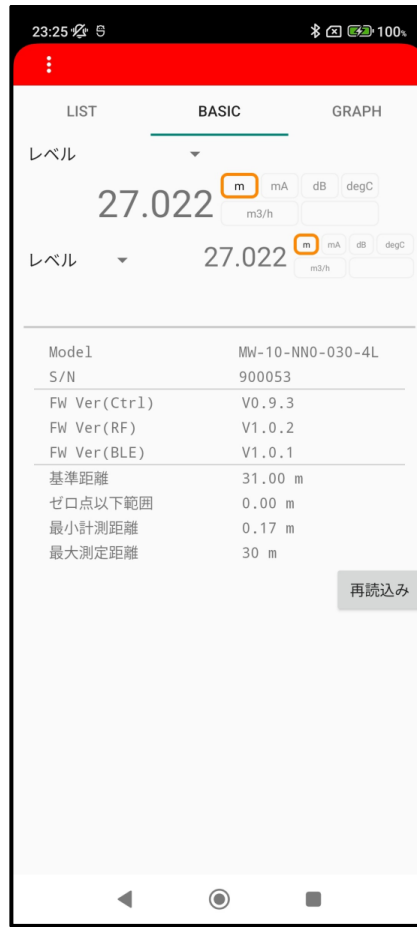 23:25 100%
LIST BASIC GRAPH
レベル
27.022 m mA dB degC
m3/h
レベル 27.022 m mA dB degC
m3/h
Model MW-10-NN0-030-4L
S/N 900053
FW Ver(Ctrl) V0.9.3
FW Ver(RF) V1.0.2
FW Ver(BLE) V1.0.1
基準距離 31.00 m
ゼロ点以下範囲 0.00 m
最小計測距離 0.17 m
最大測定距離 30 m
再読込み